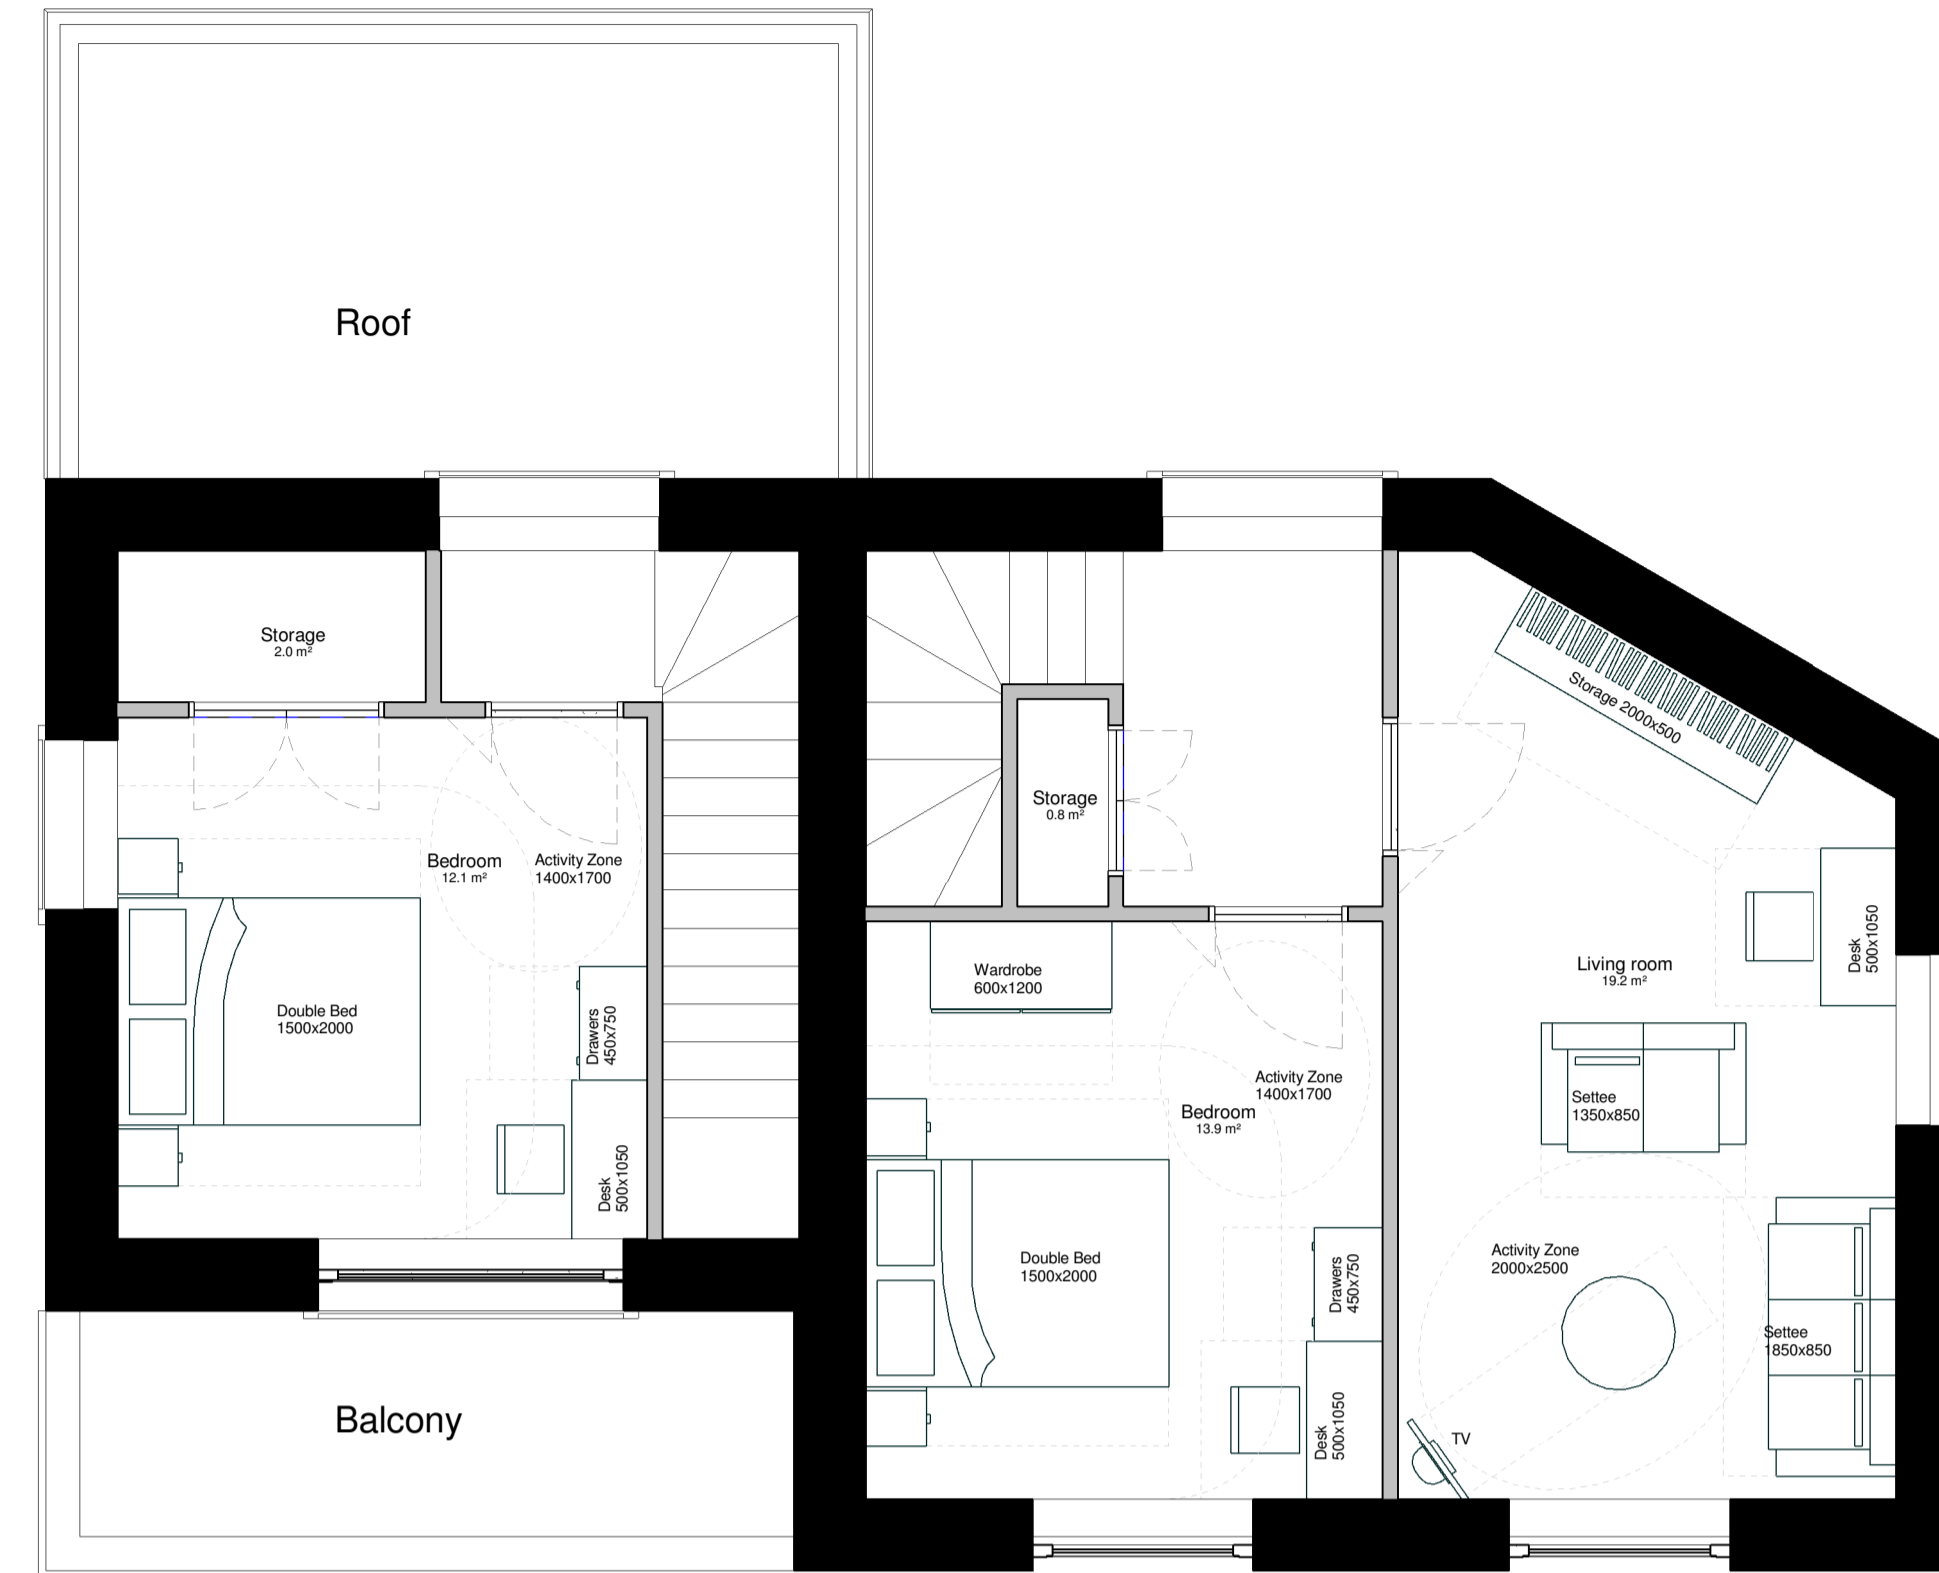 Roof
Storage
2.0 m²
Storage 2000x500
Storage
0.8 m²
Bedroom
12.1 m²
Activity Zone
1400x1700
Desk
500x1050
Living room
19.2 m²
Wardrobe
600x1200
Double Bed
1500x2000
Drawers
450x750
Activity Zone
1400x1700
Bedroom
13.9 m²
Settee
1350x850
Desk
500x1050
Double Bed
1500x2000
Drawers
450x750
Activity Zone
2000x2500
Settee
1850x850
Balcony
Desk
500x1050
TV